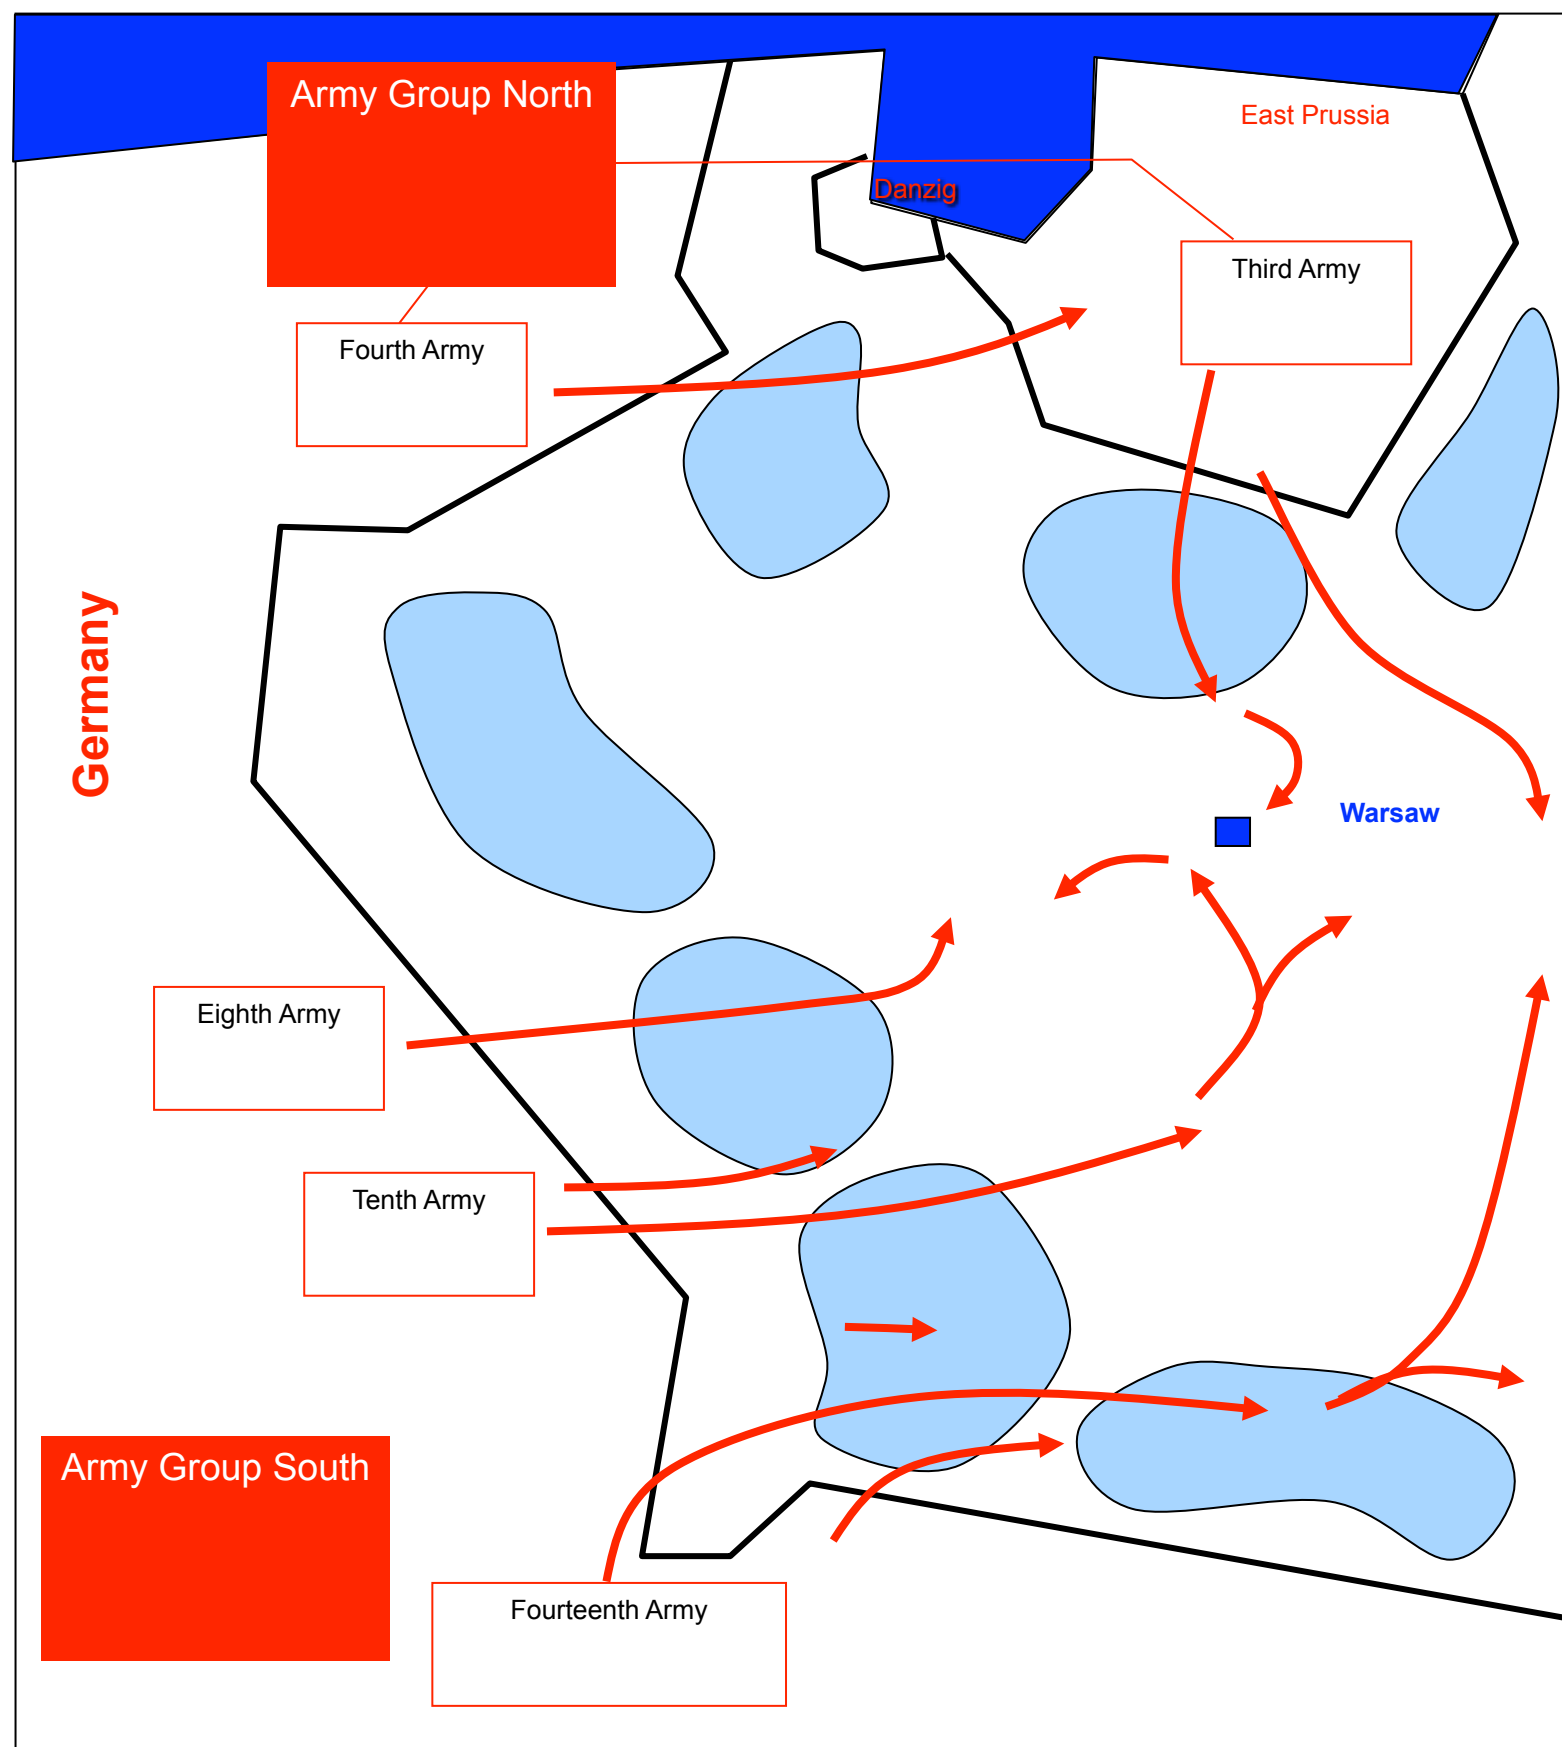 Army Group North
East Prussia
Danzig
Third Army
Fourth Army
Germany
Warsaw
Eighth Army
Tenth Army
Army Group South
Fourteenth Army